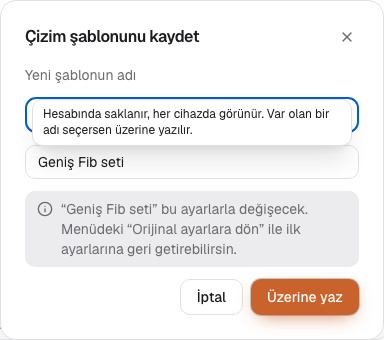 Çizim şablonunu kaydet
Yeni şablonun adı
Hesabında saklanır, her cihazda görünür. Var olan bir
adı seçersen üzerine yazılır.
Geniş Fib seti
“Geniş Fib seti” bu ayarlarla değişecek.
Menüdeki “Orijinal ayarlara dön” ile ilk
ayarlarına geri getirebilirsin.
İptal
Üzerine yaz